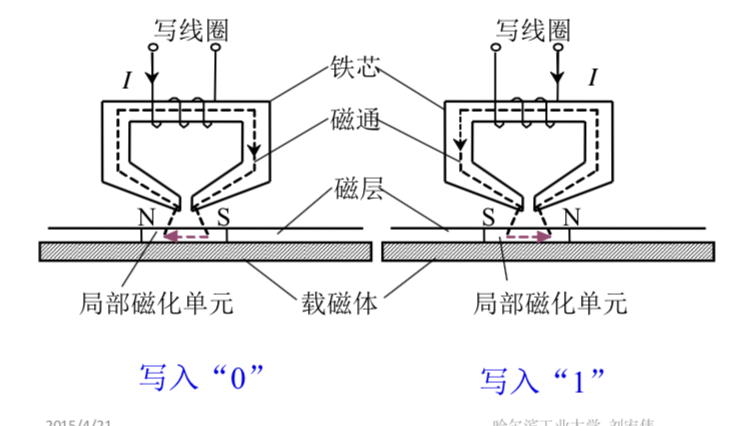 写线圈 写线圈
I I
铁芯
磁通
磁层
N S S N
局部磁化单元 载磁体 局部磁化单元
写入“0” 写入“1”
2015/4/21 哈尔滨工业大学 刘宏伟